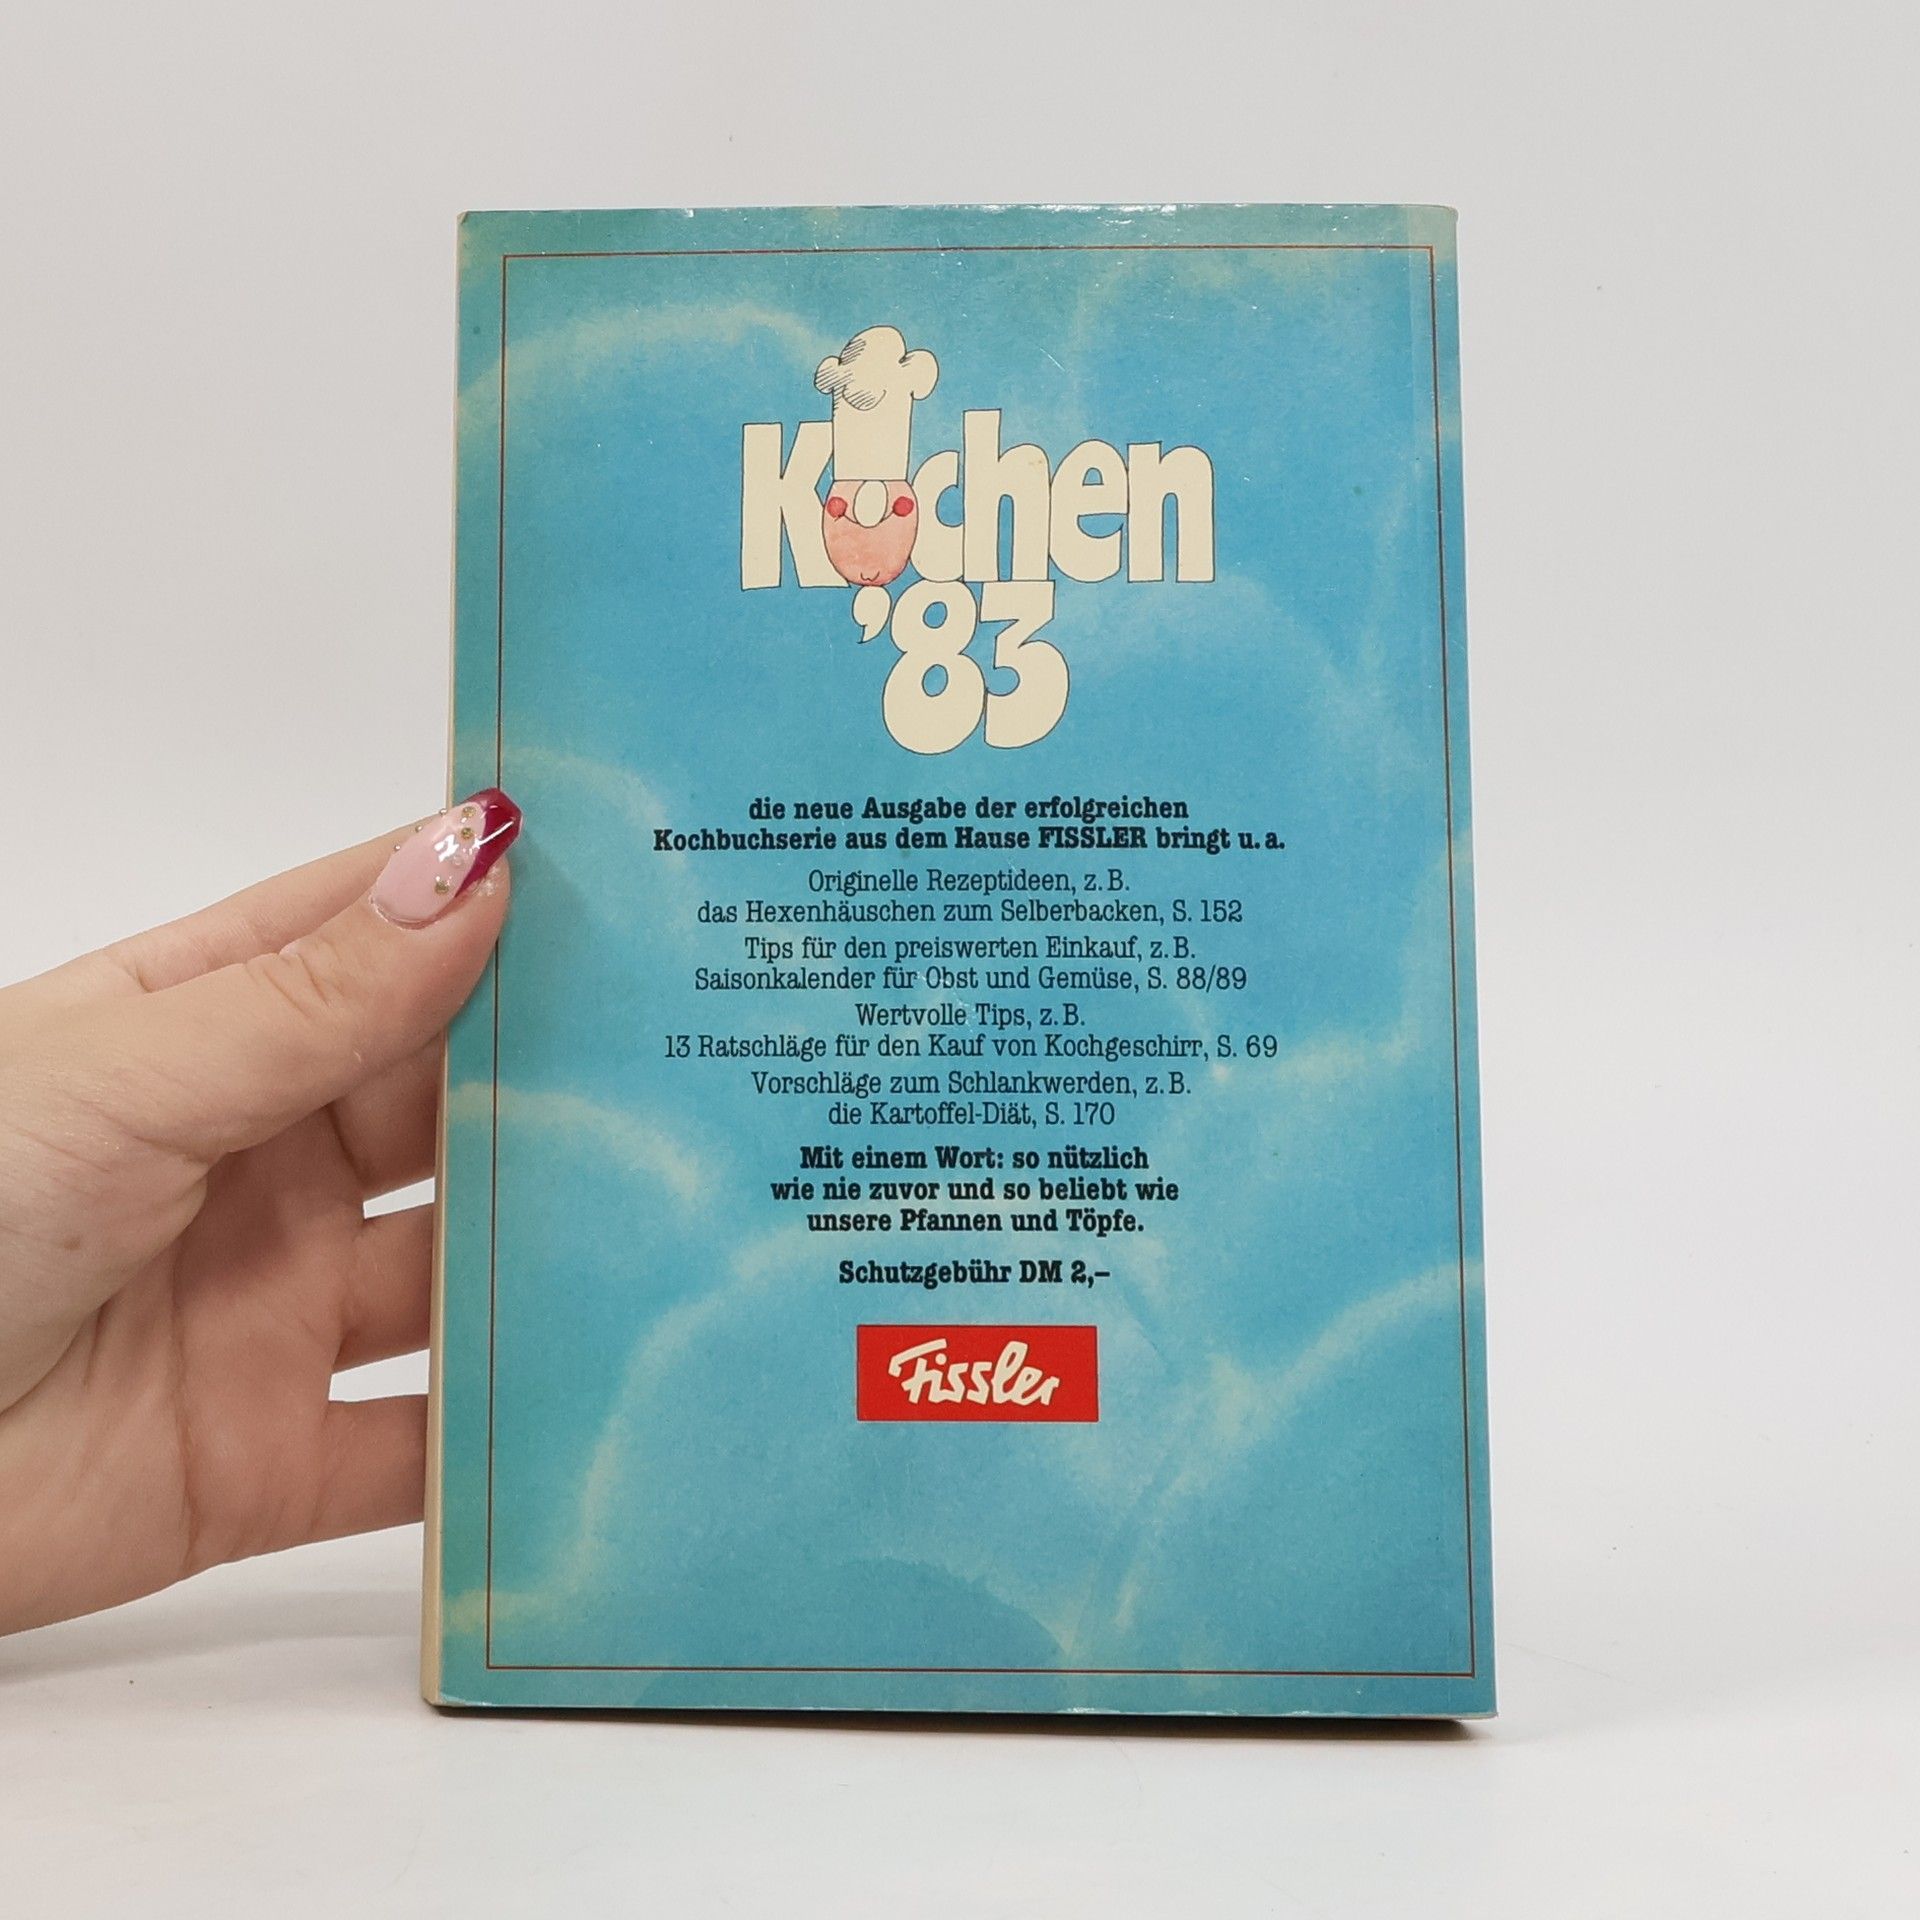 Kochen
'83
die neue Ausgabe der erfolgreichen
Kochbuchserie aus dem Hause FISSLER bringt u. a.
Originelle Rezeptideen, z. B.
das Hexenhäuschen zum Selberbacken, S. 152
Tips für den preiswerten Einkauf, z. B.
Saisonkalender für Obst und Gemüse, S. 88/89
Wertvolle Tips, z. B.
13 Ratschläge für den Kauf von Kochgeschirr, S. 69
Vorschläge zum Schlankwerden, z. B.
die Kartoffel-Diät, S. 170
Mit einem Wort: so nützlich
wie nie zuvor und so beliebt wie
unsere Pfannen und Töpfe.
Schutzgebühr DM 2,–
Fissler